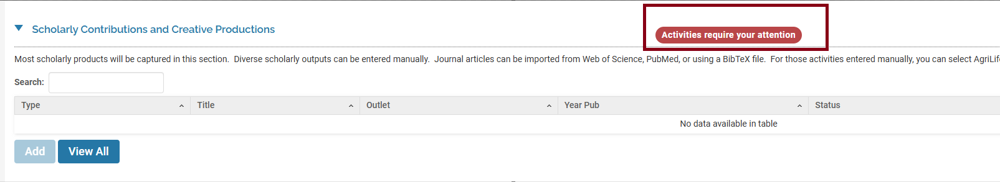 Scholarly Contributions and Creative Productions
Activities require your attention
Most scholarly products will be captured in this section. Diverse scholarly outputs can be entered manually. Journal articles can be imported from Web of Science, PubMed, or using a BibTeX file. For those activities entered manually, you can select AgriLife
Search:
Type Title Outlet Year Pub Status
No data available in table
Add View All